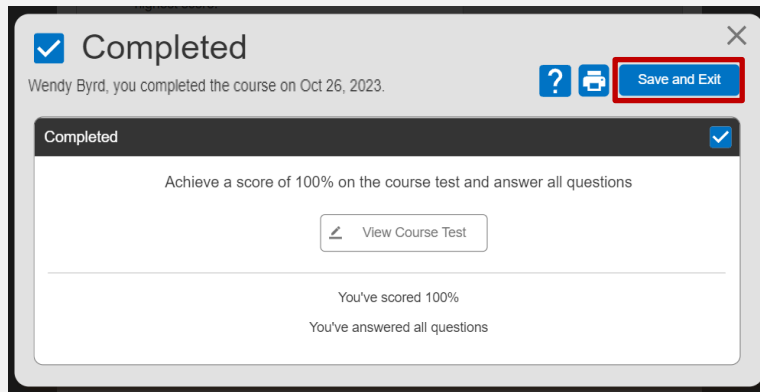 highest score.
Completed
Wendy Byrd, you completed the course on Oct 26, 2023.
?
Save and Exit
Completed
Achieve a score of 100% on the course test and answer all questions
View Course Test
You've scored 100%
You've answered all questions